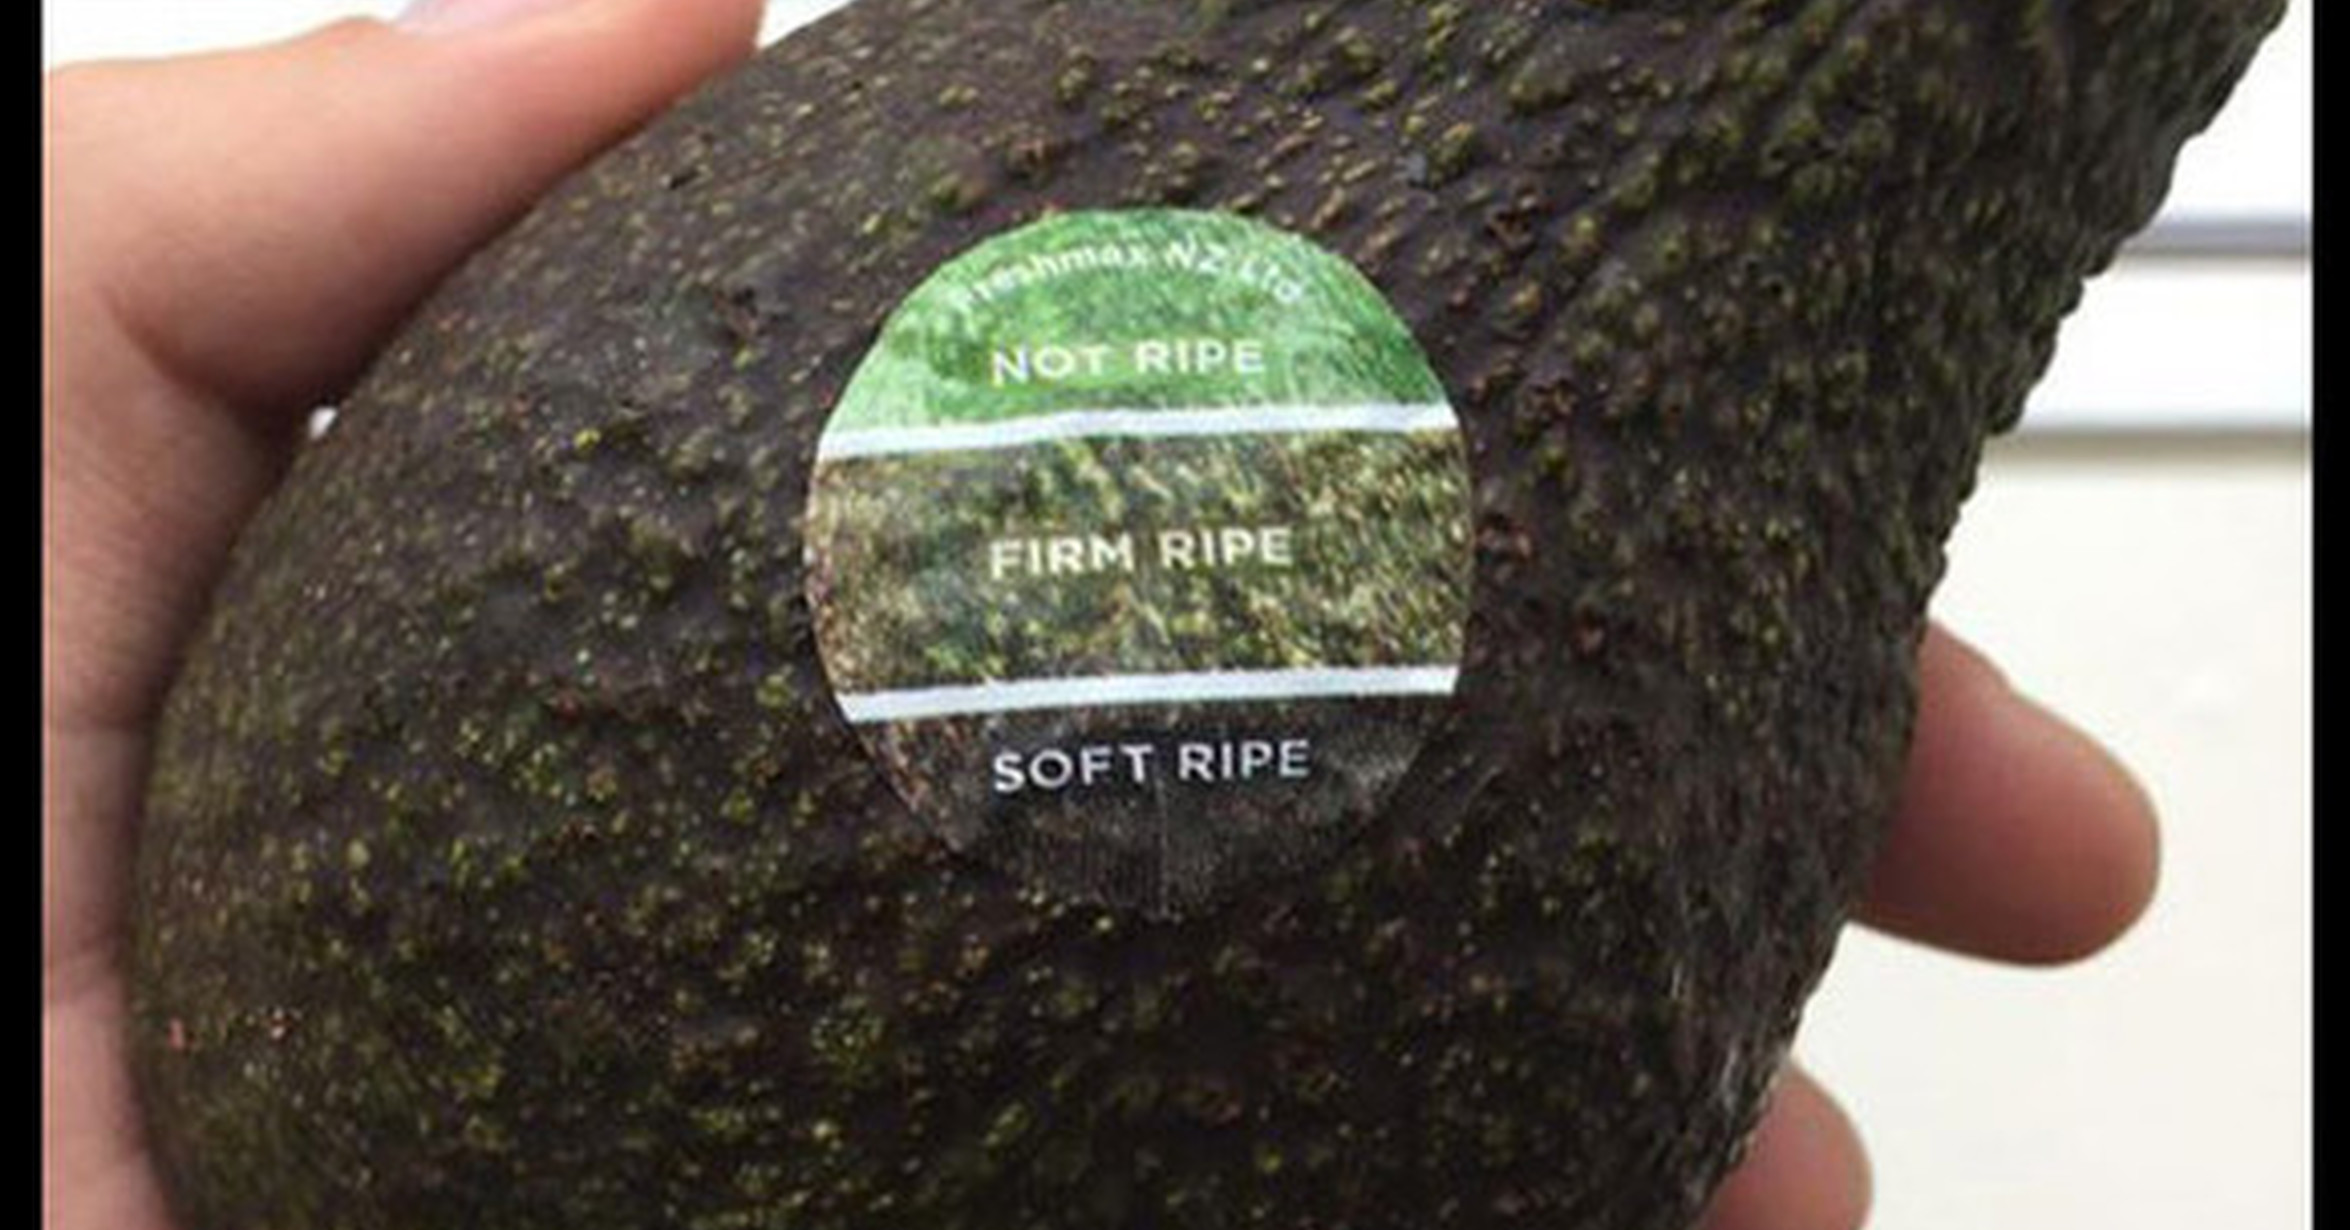 Freshmax NZ Ltd
NOT RIPE
FIRM RIPE
SOFT RIPE